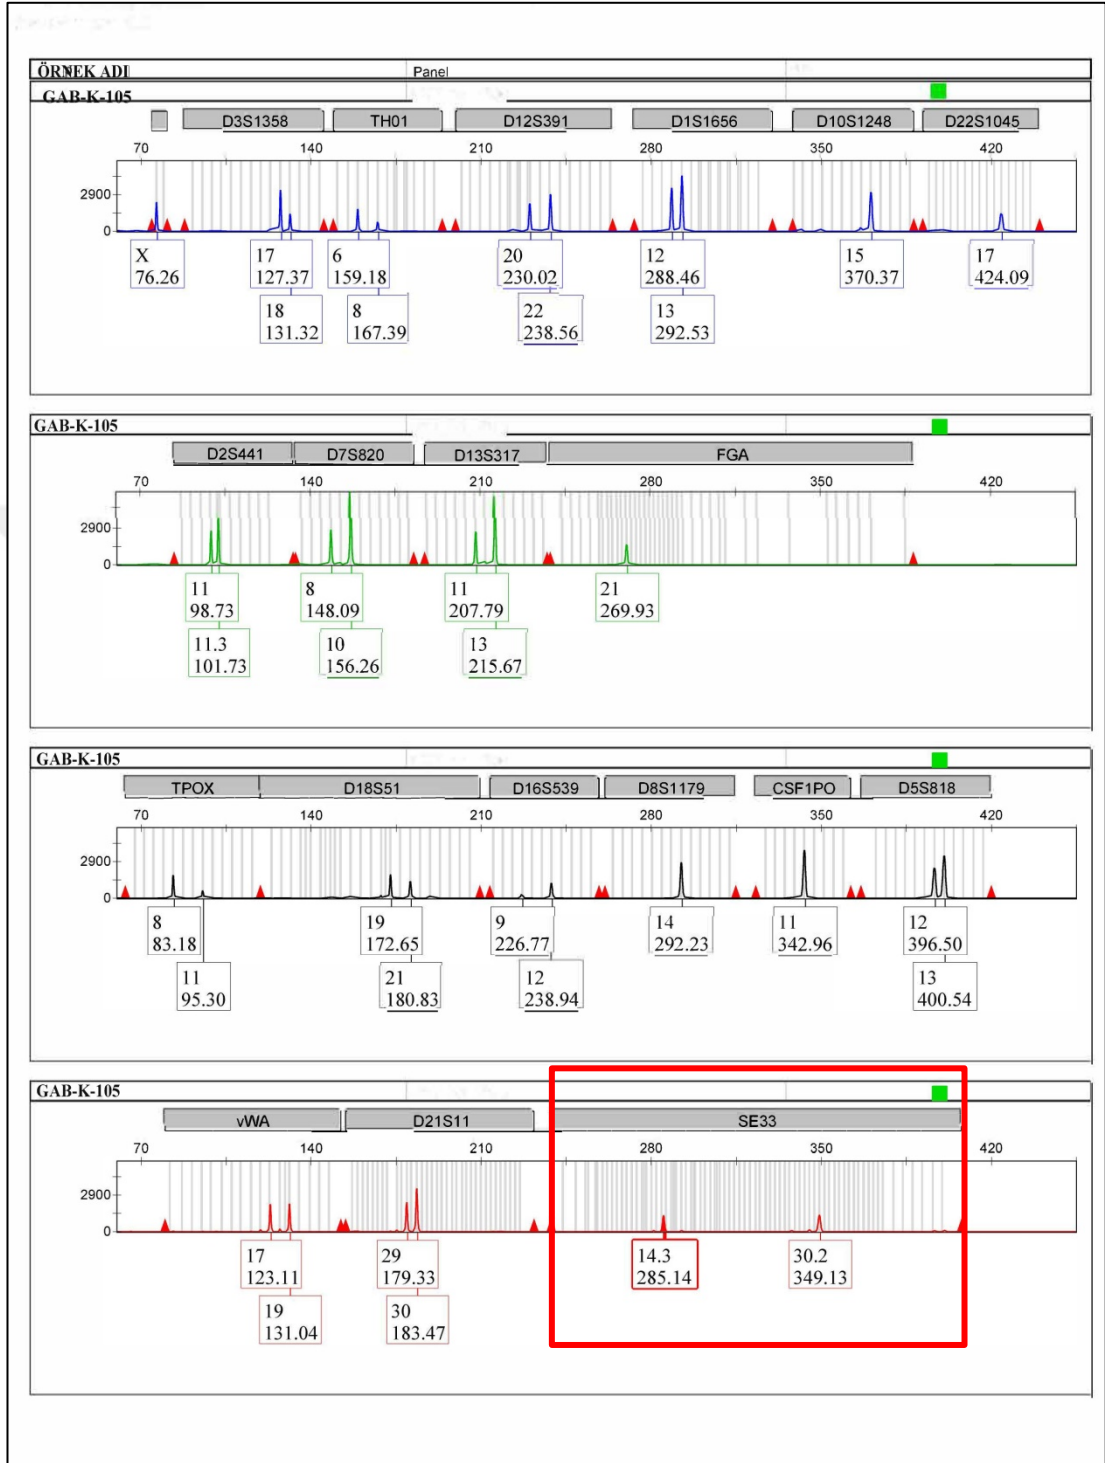 ÖRNEK ADI Panel
GAB-K-105
D3S1358 TH01 D12S391 D1S1656 D10S1248 D22S1045
70 140 210 280 350 420
2900
0
X 17 6 20 12 15 17
76.26 127.37 159.18 230.02 288.46 370.37 424.09
18 8 22 13
131.32 167.39 238.56 292.53
GAB-K-105
D2S441 D7S820 D13S317 FGA
70 140 210 280 350 420
2900
0
11 8 11 21
98.73 148.09 207.79 269.93
11.3 10 13
101.73 156.26 215.67
GAB-K-105
TPOX D18S51 D16S539 D8S1179 CSF1PO D5S818
70 140 210 280 350 420
2900
0
8 19 9 14 11 12
83.18 172.65 226.77 292.23 342.96 396.50
11 21 12 13
95.30 180.83 238.94 400.54
GAB-K-105
vWA D21S11 SE33
70 140 210 280 350 420
2900
0
17 29 14.3 30.2
123.11 179.33 285.14 349.13
19 30
131.04 183.47